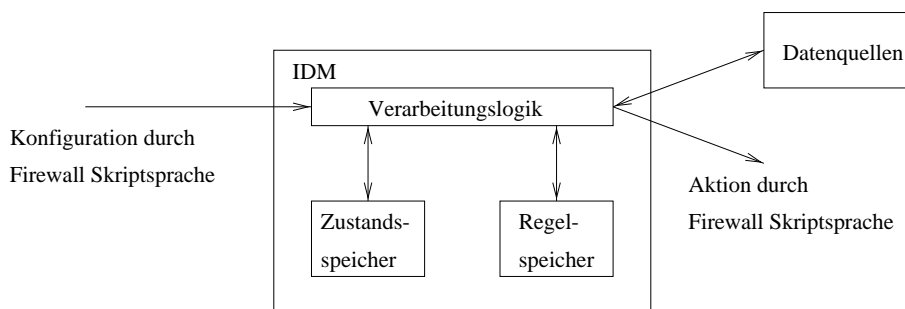 IDM
Verarbeitungslogik
Datenquellen
Konfiguration durch
Firewall Skriptsprache
Zustands-
speicher
Regel-
speicher
Aktion durch
Firewall Skriptsprache